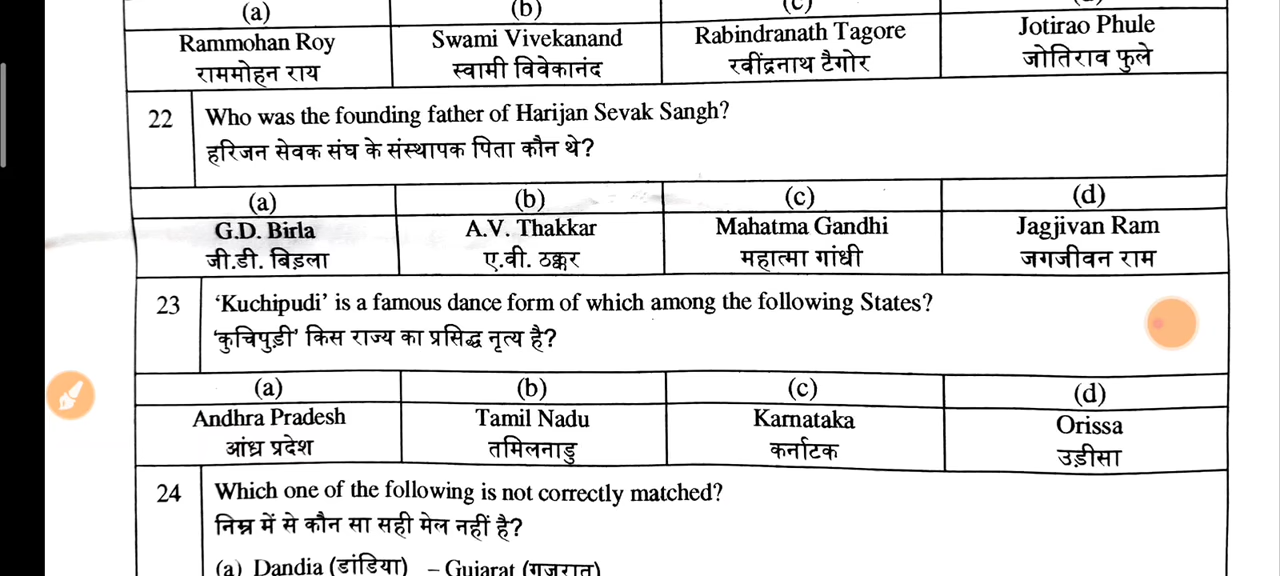 (a) (b) (c)
Rammohan Roy Swami Vivekanand Rabindranath Tagore Jotirao Phule
राममोहन राय स्वामी विवेकानंद रवींद्रनाथ टैगोर जोतिराव फुले
22 Who was the founding father of Harijan Sevak Sangh?
हरिजन सेवक संघ के संस्थापक पिता कौन थे?
(a) (b) (c) (d)
G.D. Birla A.V. Thakkar Mahatma Gandhi Jagjivan Ram
जी.डी. बिड़ला ए.वी. ठक्कर महात्मा गांधी जगजीवन राम
23 ‘Kuchipudi’ is a famous dance form of which among the following States?
‘कुचिपुड़ी’ किस राज्य का प्रसिद्ध नृत्य है?
(a) (b) (c) (d)
Andhra Pradesh Tamil Nadu Karnataka Orissa
आंध्र प्रदेश तमिलनाडु कर्नाटक उड़ीसा
24 Which one of the following is not correctly matched?
निम्न में से कौन सा सही मेल नहीं है?
(a) Dandia (डांडिया) – Gujarat (गुजरात)